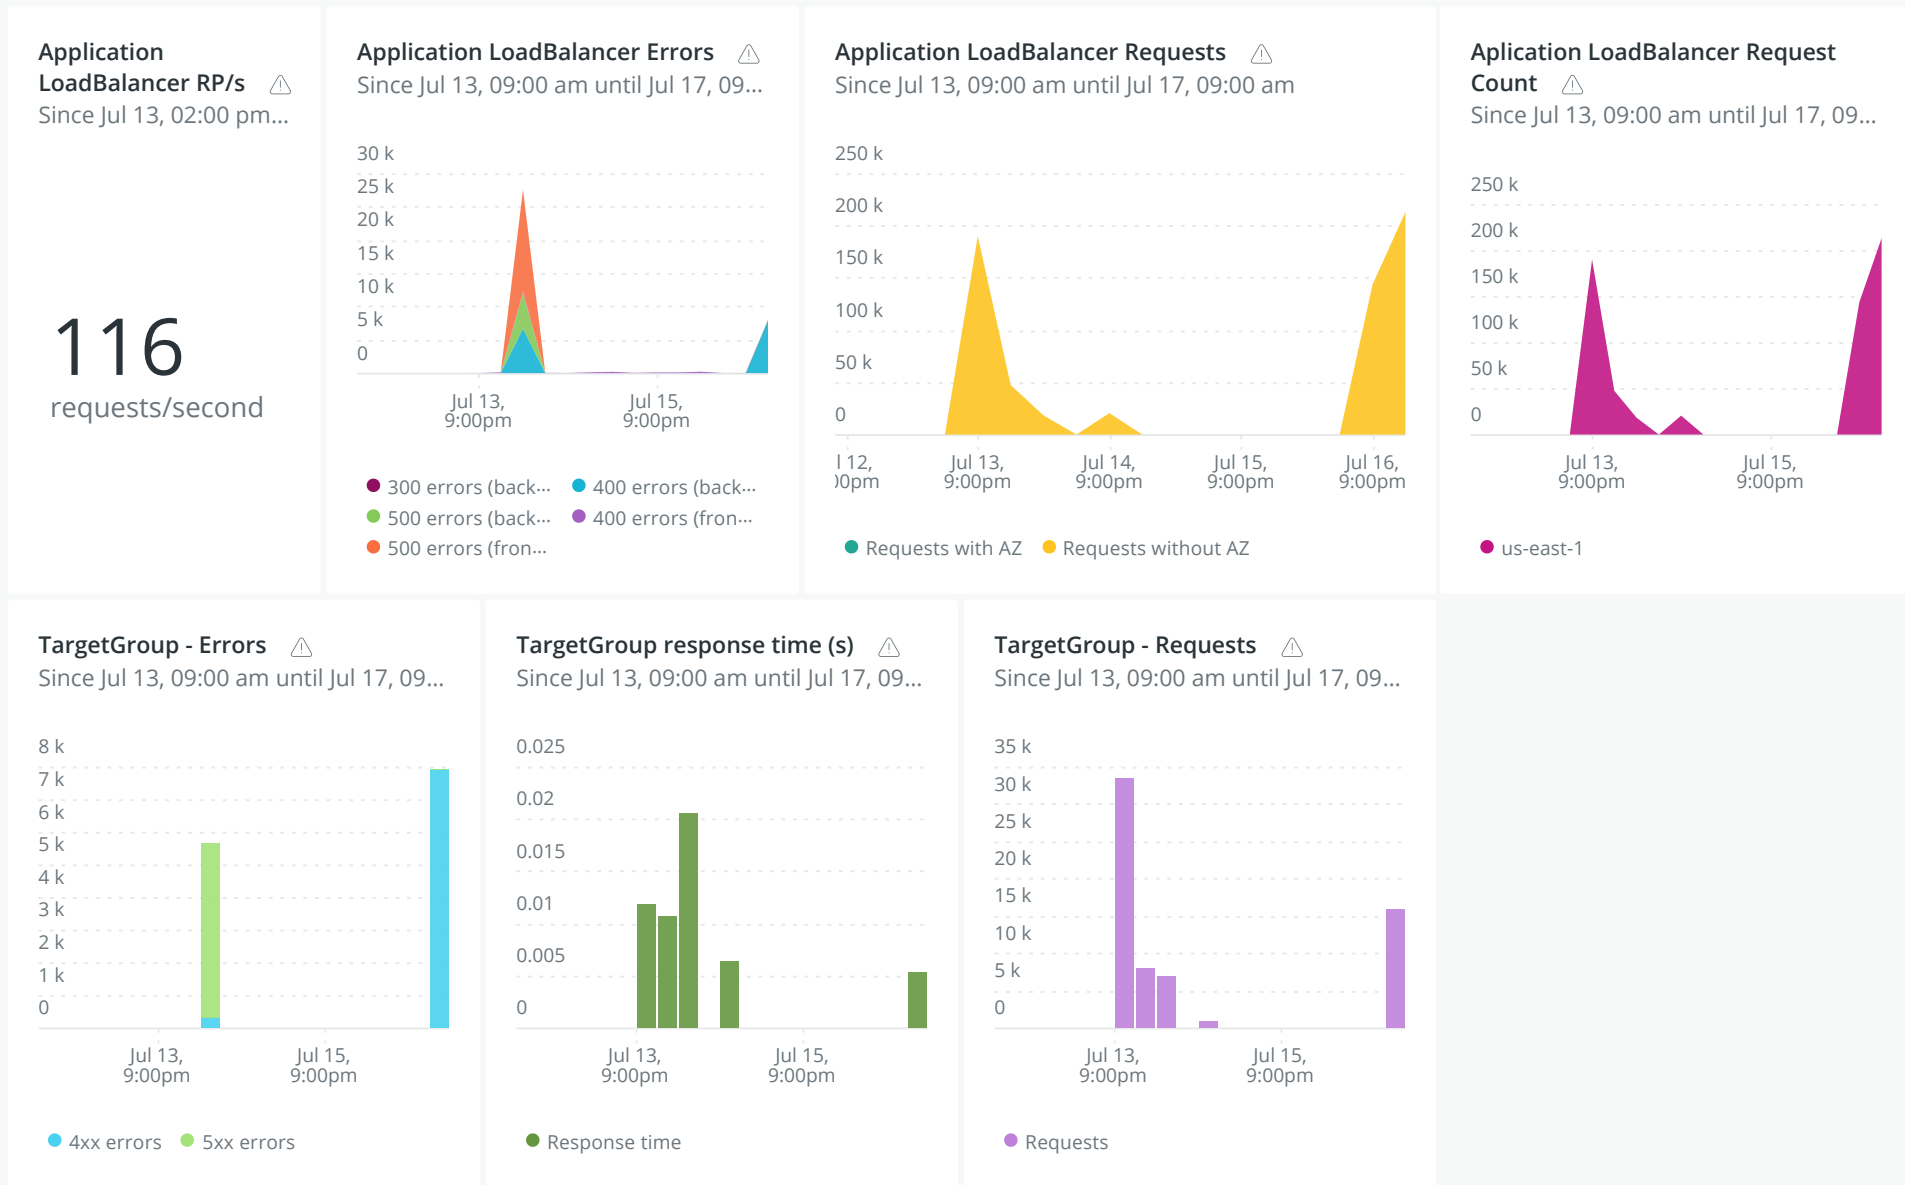 Application
LoadBalancer RP/s
Since Jul 13, 02:00 pm...
116
requests/second
Application LoadBalancer Errors
Since Jul 13, 09:00 am until Jul 17, 09...
30 k
25 k
20 k
15 k
10 k
5 k
0
Jul 13,
9:00pm
Jul 15,
9:00pm
300 errors (back...
400 errors (back...
500 errors (back...
400 errors (fron...
500 errors (fron...
Application LoadBalancer Requests
Since Jul 13, 09:00 am until Jul 17, 09:00 am
250 k
200 k
150 k
100 k
50 k
0
l 12,
00pm
Jul 13,
9:00pm
Jul 14,
9:00pm
Jul 15,
9:00pm
Jul 16,
9:00pm
Requests with AZ
Requests without AZ
Aplication LoadBalancer Request
Count
Since Jul 13, 09:00 am until Jul 17, 09...
250 k
200 k
150 k
100 k
50 k
0
Jul 13,
9:00pm
Jul 15,
9:00pm
us-east-1
TargetGroup - Errors
Since Jul 13, 09:00 am until Jul 17, 09...
8 k
7 k
6 k
5 k
4 k
3 k
2 k
1 k
0
Jul 13,
9:00pm
Jul 15,
9:00pm
4xx errors
5xx errors
TargetGroup response time (s)
Since Jul 13, 09:00 am until Jul 17, 09...
0.025
0.02
0.015
0.01
0.005
0
Jul 13,
9:00pm
Jul 15,
9:00pm
Response time
TargetGroup - Requests
Since Jul 13, 09:00 am until Jul 17, 09...
35 k
30 k
25 k
20 k
15 k
10 k
5 k
0
Jul 13,
9:00pm
Jul 15,
9:00pm
Requests